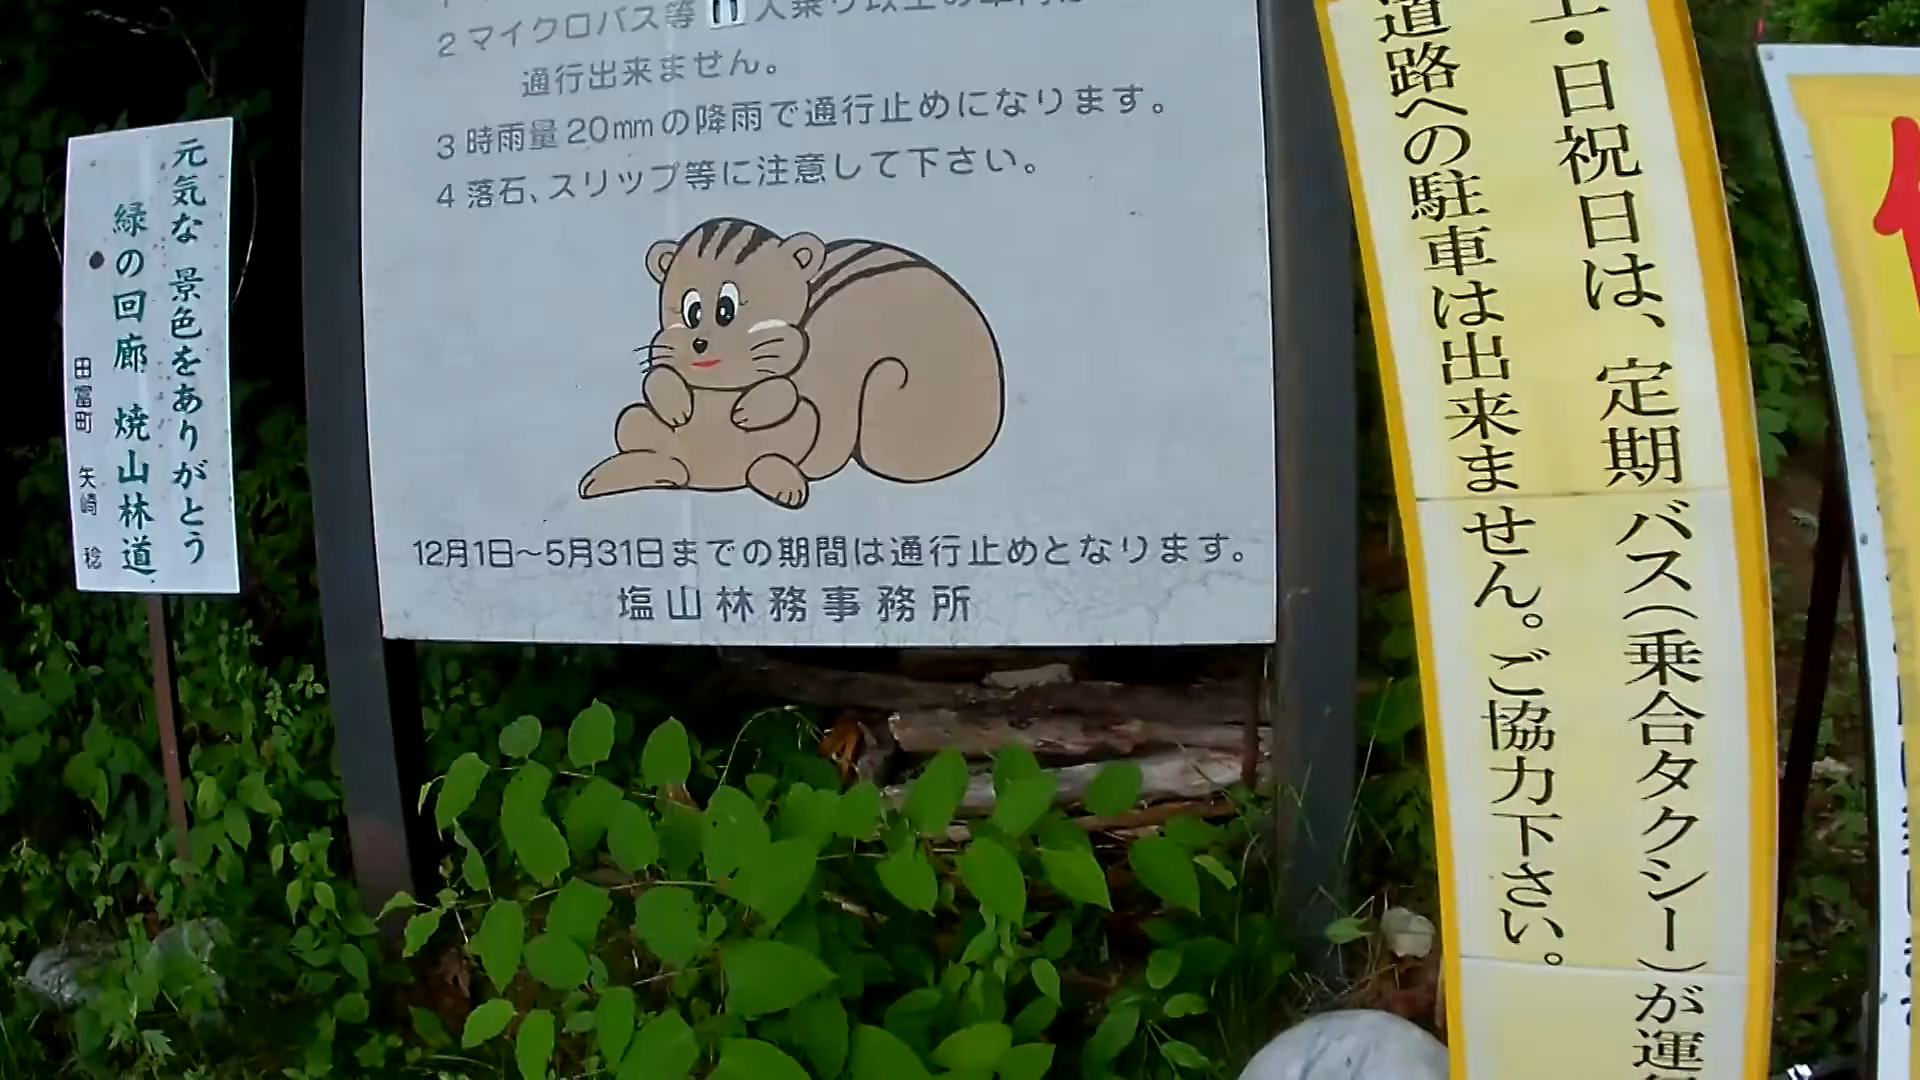 元気な 景色をありがとう
緑の回廊 焼山林道
田富町 矢崎 稔
2 マイクロバス等 11 人乗り以上の車両は
通行出来ません。
3 時雨量20mmの降雨で通行止めになります。
4 落石、スリップ等に注意して下さい。
12月1日～5月31日までの期間は通行止めとなります。
塩山林務事務所
土・日祝日は、定期バス(乗合タクシー)が運
道路への駐車は出来ません。ご協力下さい。